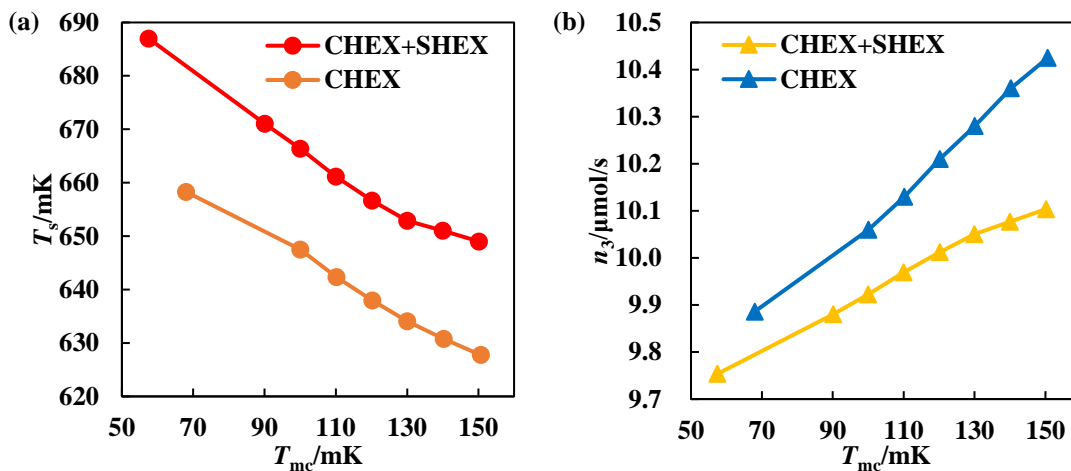 (a)
690
680
670
660
650
640
630
620
Ts/mK
CHEX+SHEX
CHEX
50 70 90 110 130 150
Tmc/mK
(b)
10.5
10.4
10.3
10.2
10.1
10.0
9.9
9.8
9.7
n3/μmol/s
CHEX+SHEX
CHEX
50 70 90 110 130 150
Tmc/mK